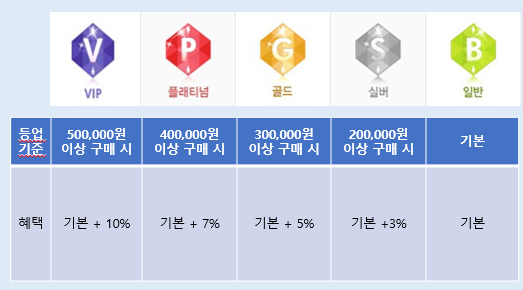 V P G S B
VIP 플래티넘 골드 실버 일반
등업 500,000원 400,000원 300,000원 200,000원 기본
기준 이상 구매 시 이상 구매 시 이상 구매 시 이상 구매 시
혜택 기본 + 10% 기본 + 7% 기본 + 5% 기본 +3% 기본